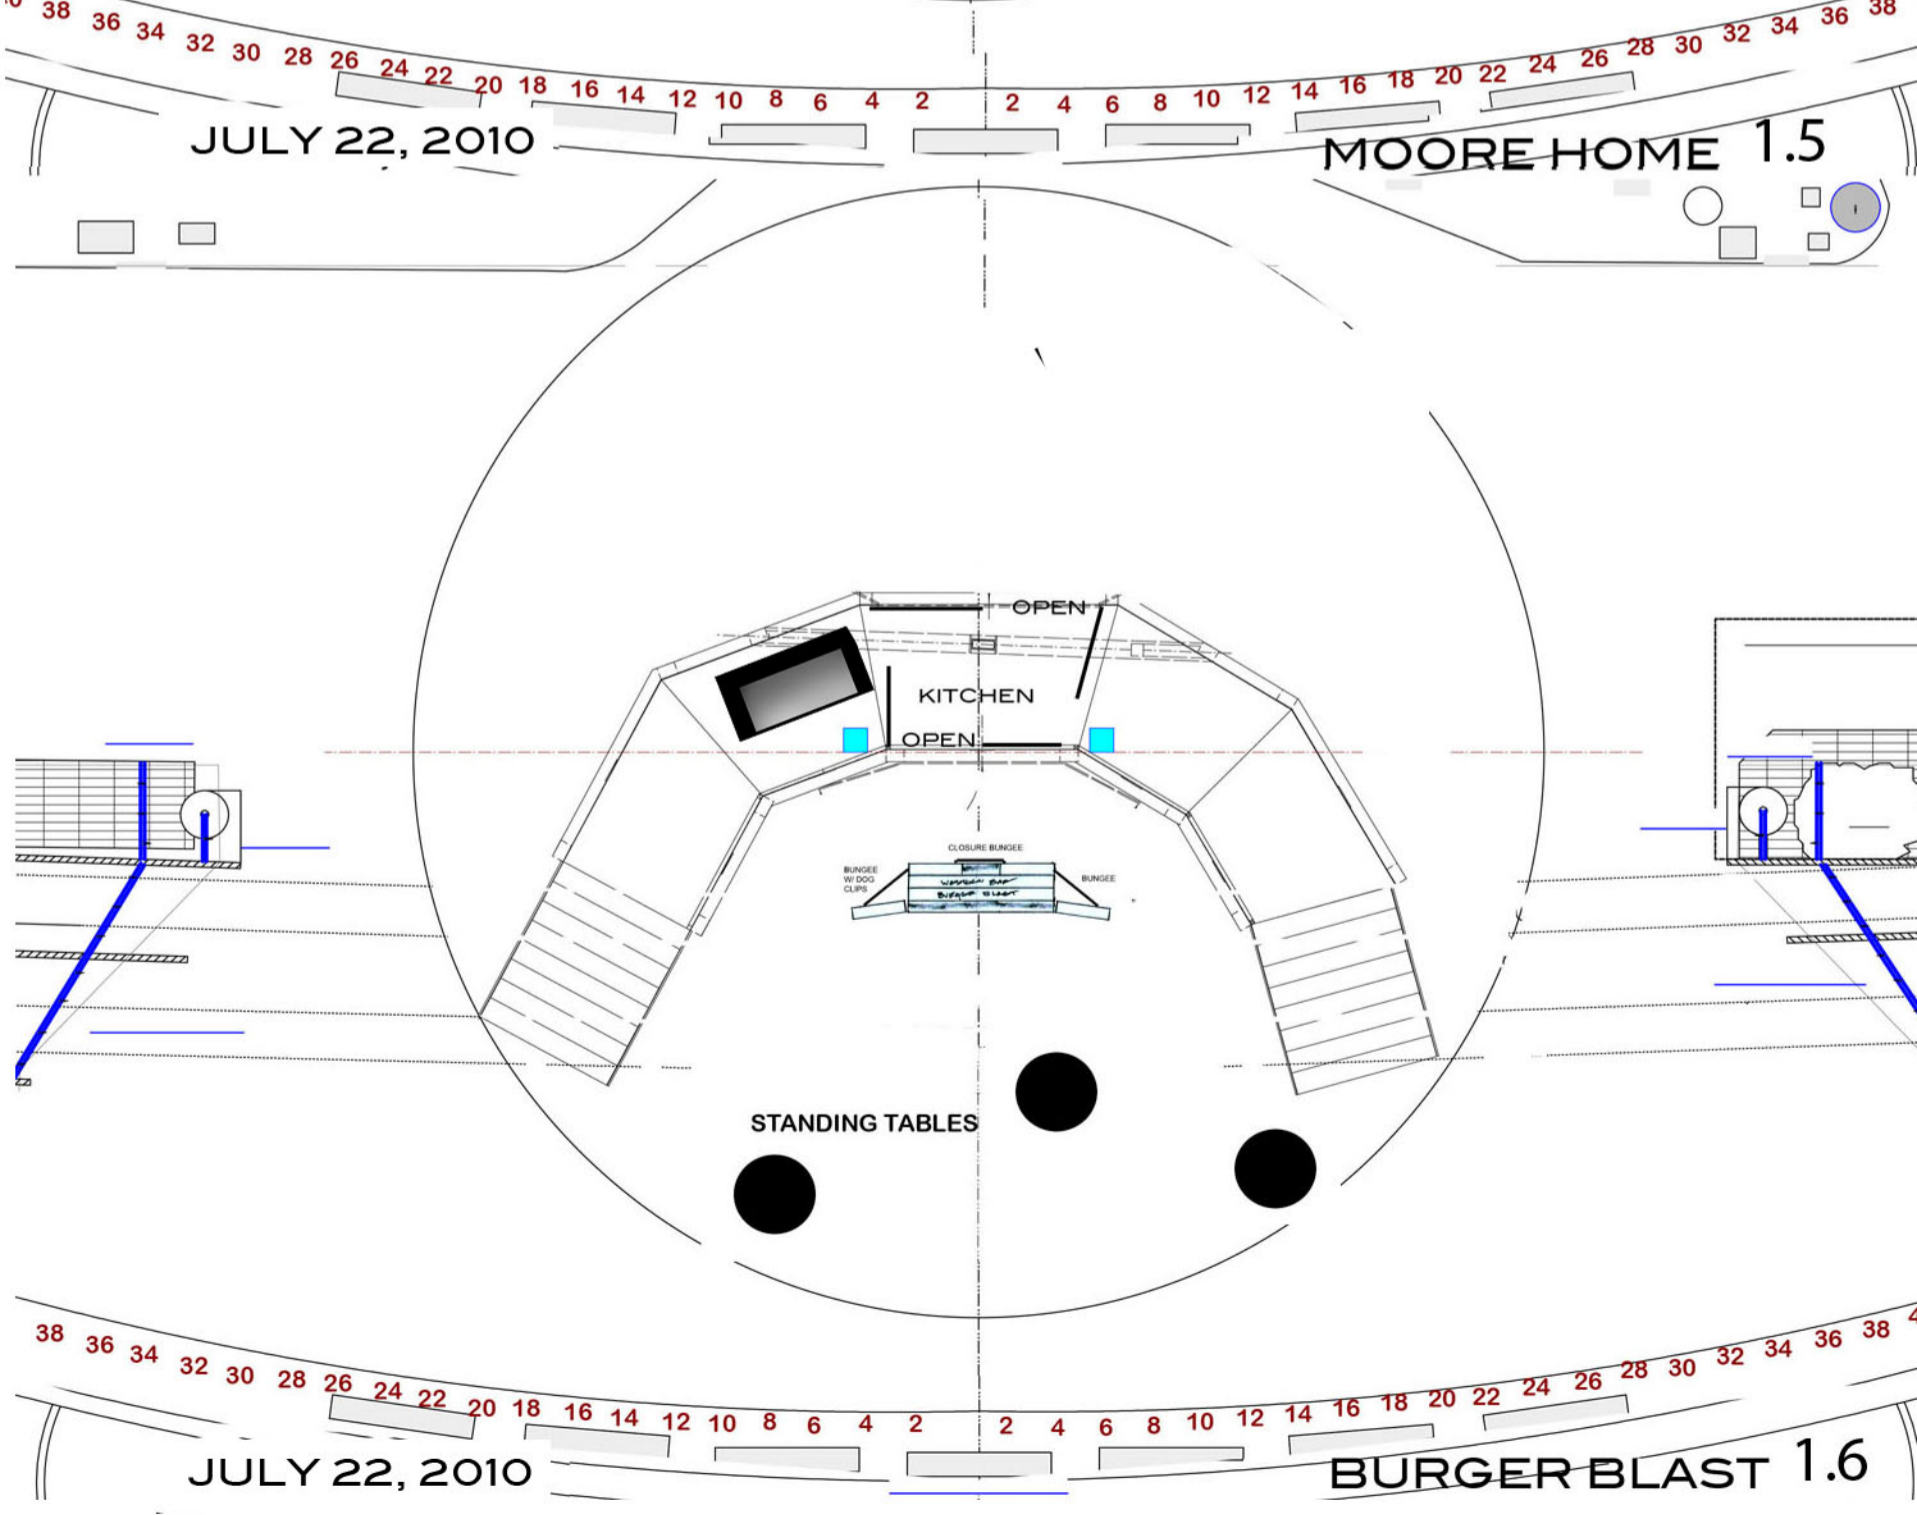 38 36 34 32 30 28 26 24 22 20 18 16 14 12 10 8 6 4 2 2 4 6 8 10 12 14 16 18 20 22 24 26 28 30 32 34 36 38
JULY 22, 2010
MOORE HOME 1.5
OPEN
KITCHEN
OPEN
CLOSURE BUNGEE
BUNGEE
W/ DOG
CLIPS
BUNGEE
WESTERN BAR
BURGER BLAST
STANDING TABLES
38 36 34 32 30 28 26 24 22 20 18 16 14 12 10 8 6 4 2 2 4 6 8 10 12 14 16 18 20 22 24 26 28 30 32 34 36 38
JULY 22, 2010
BURGER BLAST 1.6